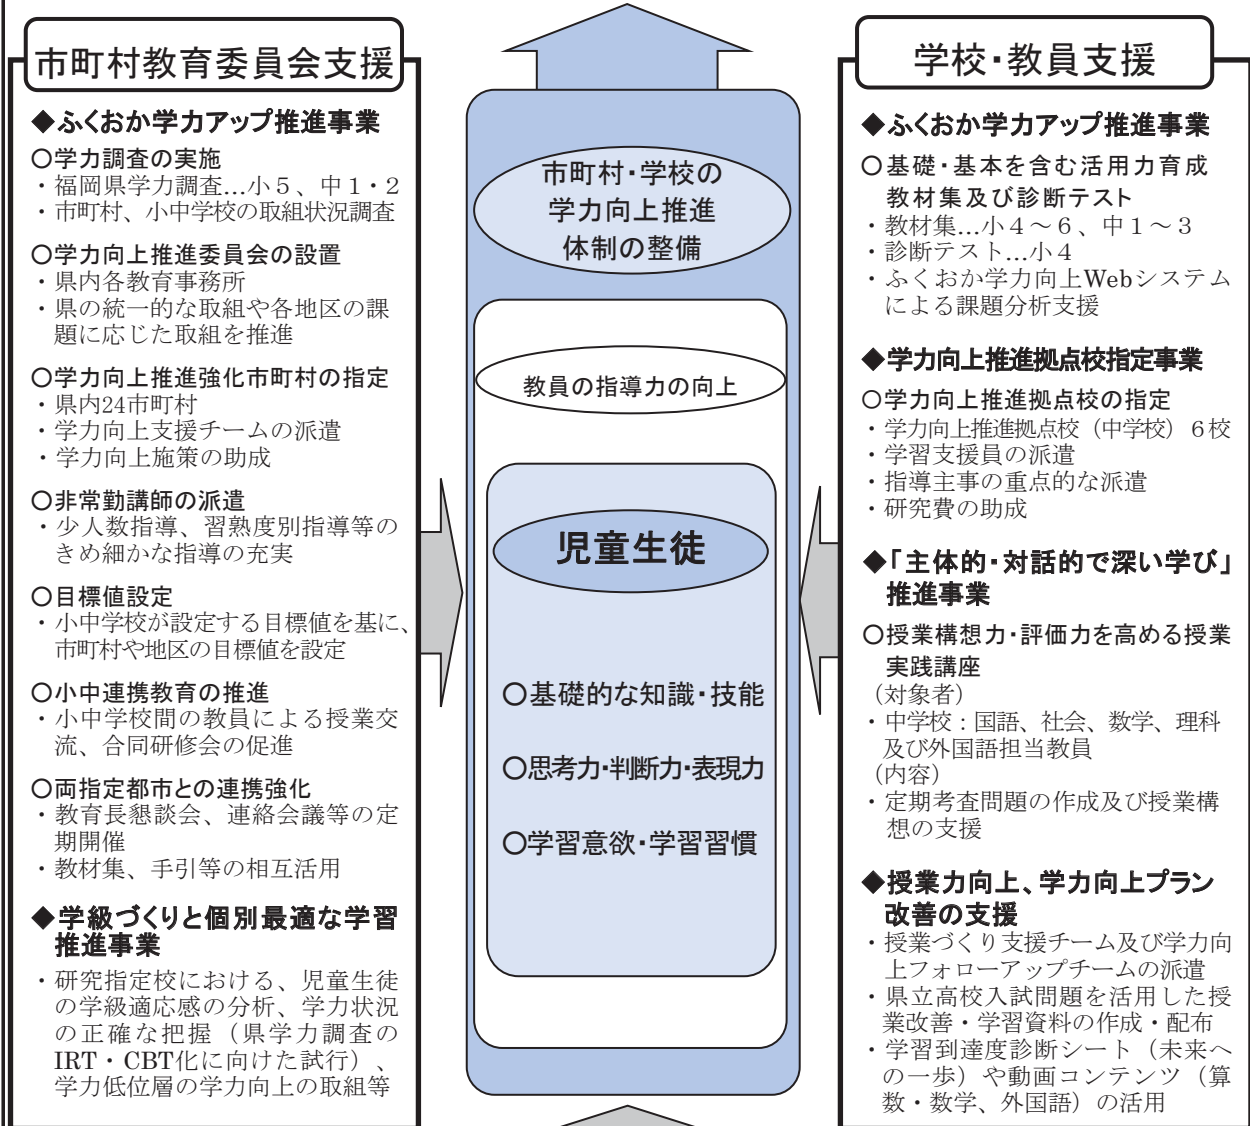 市町村教育委員会支援
◆ふくおか学力アップ推進事業
〇学力調査の実施
・福岡県学力調査…小５、中１・２
・市町村、小中学校の取組状況調査
〇学力向上推進委員会の設置
・県内各教育事務所
・県の統一的な取組や各地区の課
題に応じた取組を推進
〇学力向上推進強化市町村の指定
・県内24市町村
・学力向上支援チームの派遣
・学力向上施策の助成
〇非常勤講師の派遣
・少人数指導、習熟度別指導等の
きめ細かな指導の充実
〇目標値設定
・小中学校が設定する目標値を基に、
市町村や地区の目標値を設定
〇小中連携教育の推進
・小中学校間の教員による授業交
流、合同研修会の促進
〇両指定都市との連携強化
・教育長懇談会、連絡会議等の定
期開催
・教材集、手引等の相互活用
◆学級づくりと個別最適な学習
推進事業
・研究指定校における、児童生徒
の学級適応感の分析、学力状況
の正確な把握（県学力調査の
IRT・CBT化に向けた試行）、
学力低位層の学力向上の取組等
市町村・学校の
学力向上推進
体制の整備
教員の指導力の向上
児童生徒
〇基礎的な知識・技能
〇思考力・判断力・表現力
〇学習意欲・学習習慣
学校・教員支援
◆ふくおか学力アップ推進事業
〇基礎・基本を含む活用力育成
教材集及び診断テスト
・教材集…小４～６、中１～３
・診断テスト…小４
・ふくおか学力向上Webシステム
による課題分析支援
◆学力向上推進拠点校指定事業
〇学力向上推進拠点校の指定
・学力向上推進拠点校（中学校）６校
・学習支援員の派遣
・指導主事の重点的な派遣
・研究費の助成
◆「主体的・対話的で深い学び」
推進事業
〇授業構想力・評価力を高める授業
実践講座
（対象者）
・中学校：国語、社会、数学、理科
及び外国語担当教員
（内容）
・定期考査問題の作成及び授業構
想の支援
◆授業力向上、学力向上プラン
改善の支援
・授業づくり支援チーム及び学力向
上フォローアップチームの派遣
・県立高校入試問題を活用した授
業改善・学習資料の作成・配布
・学習到達度診断シート（未来へ
の一歩）や動画コンテンツ（算
数・数学、外国語）の活用